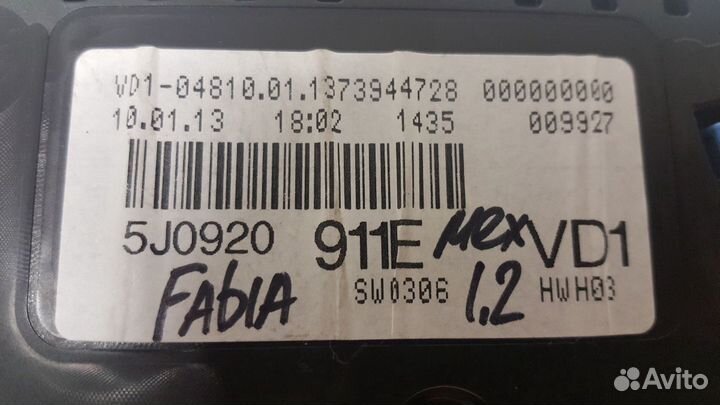 VD1-04810.01.1373944728 000000000
10.01.13 18:02 1435 009927
5J0920 911E мех VD1
FAbIA SW0306 1.2 HWH03
Avito